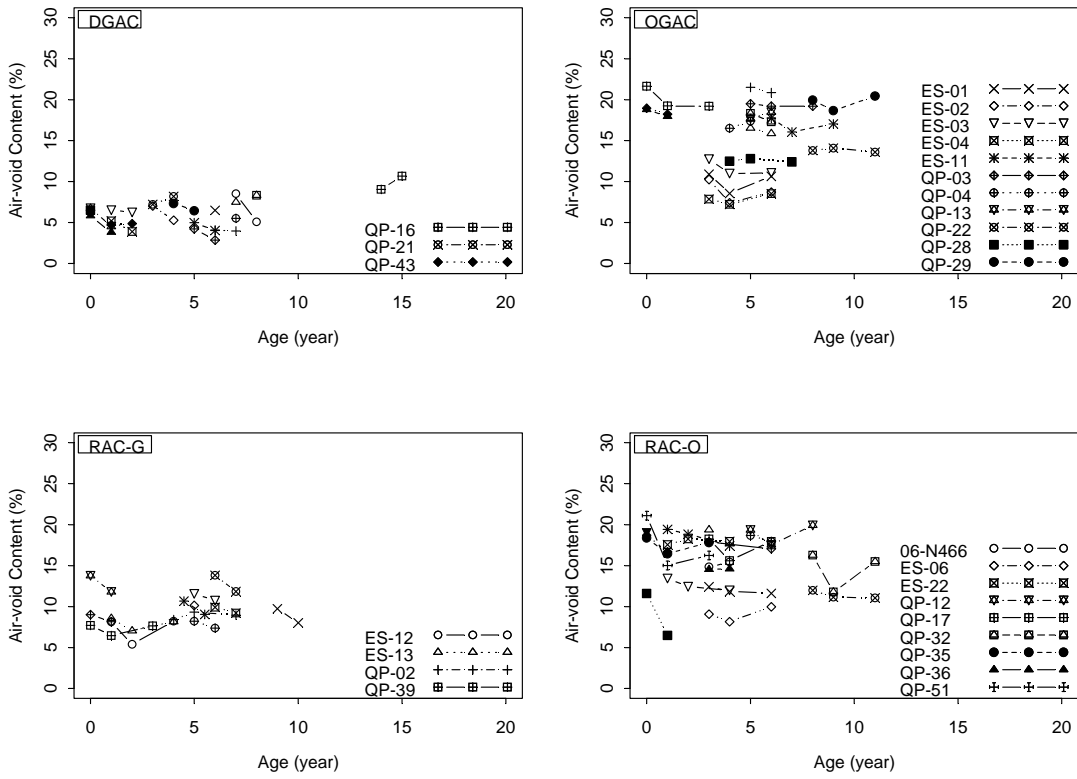 DGAC
Air-void Content (%)
30
25
20
15
10
5
0
QP-16
QP-21
QP-43
0 5 10 15 20
Age (year)
OGAC
Air-void Content (%)
30
25
20
15
10
5
0
ES-01
ES-02
ES-03
ES-04
ES-11
QP-03
QP-04
QP-13
QP-22
QP-28
QP-29
0 5 10 15 20
Age (year)
RAC-G
Air-void Content (%)
30
25
20
15
10
5
0
ES-12
ES-13
QP-02
QP-39
0 5 10 15 20
Age (year)
RAC-O
Air-void Content (%)
30
25
20
15
10
5
0
06-N466
ES-06
ES-22
QP-12
QP-17
QP-32
QP-35
QP-36
QP-51
0 5 10 15 20
Age (year)